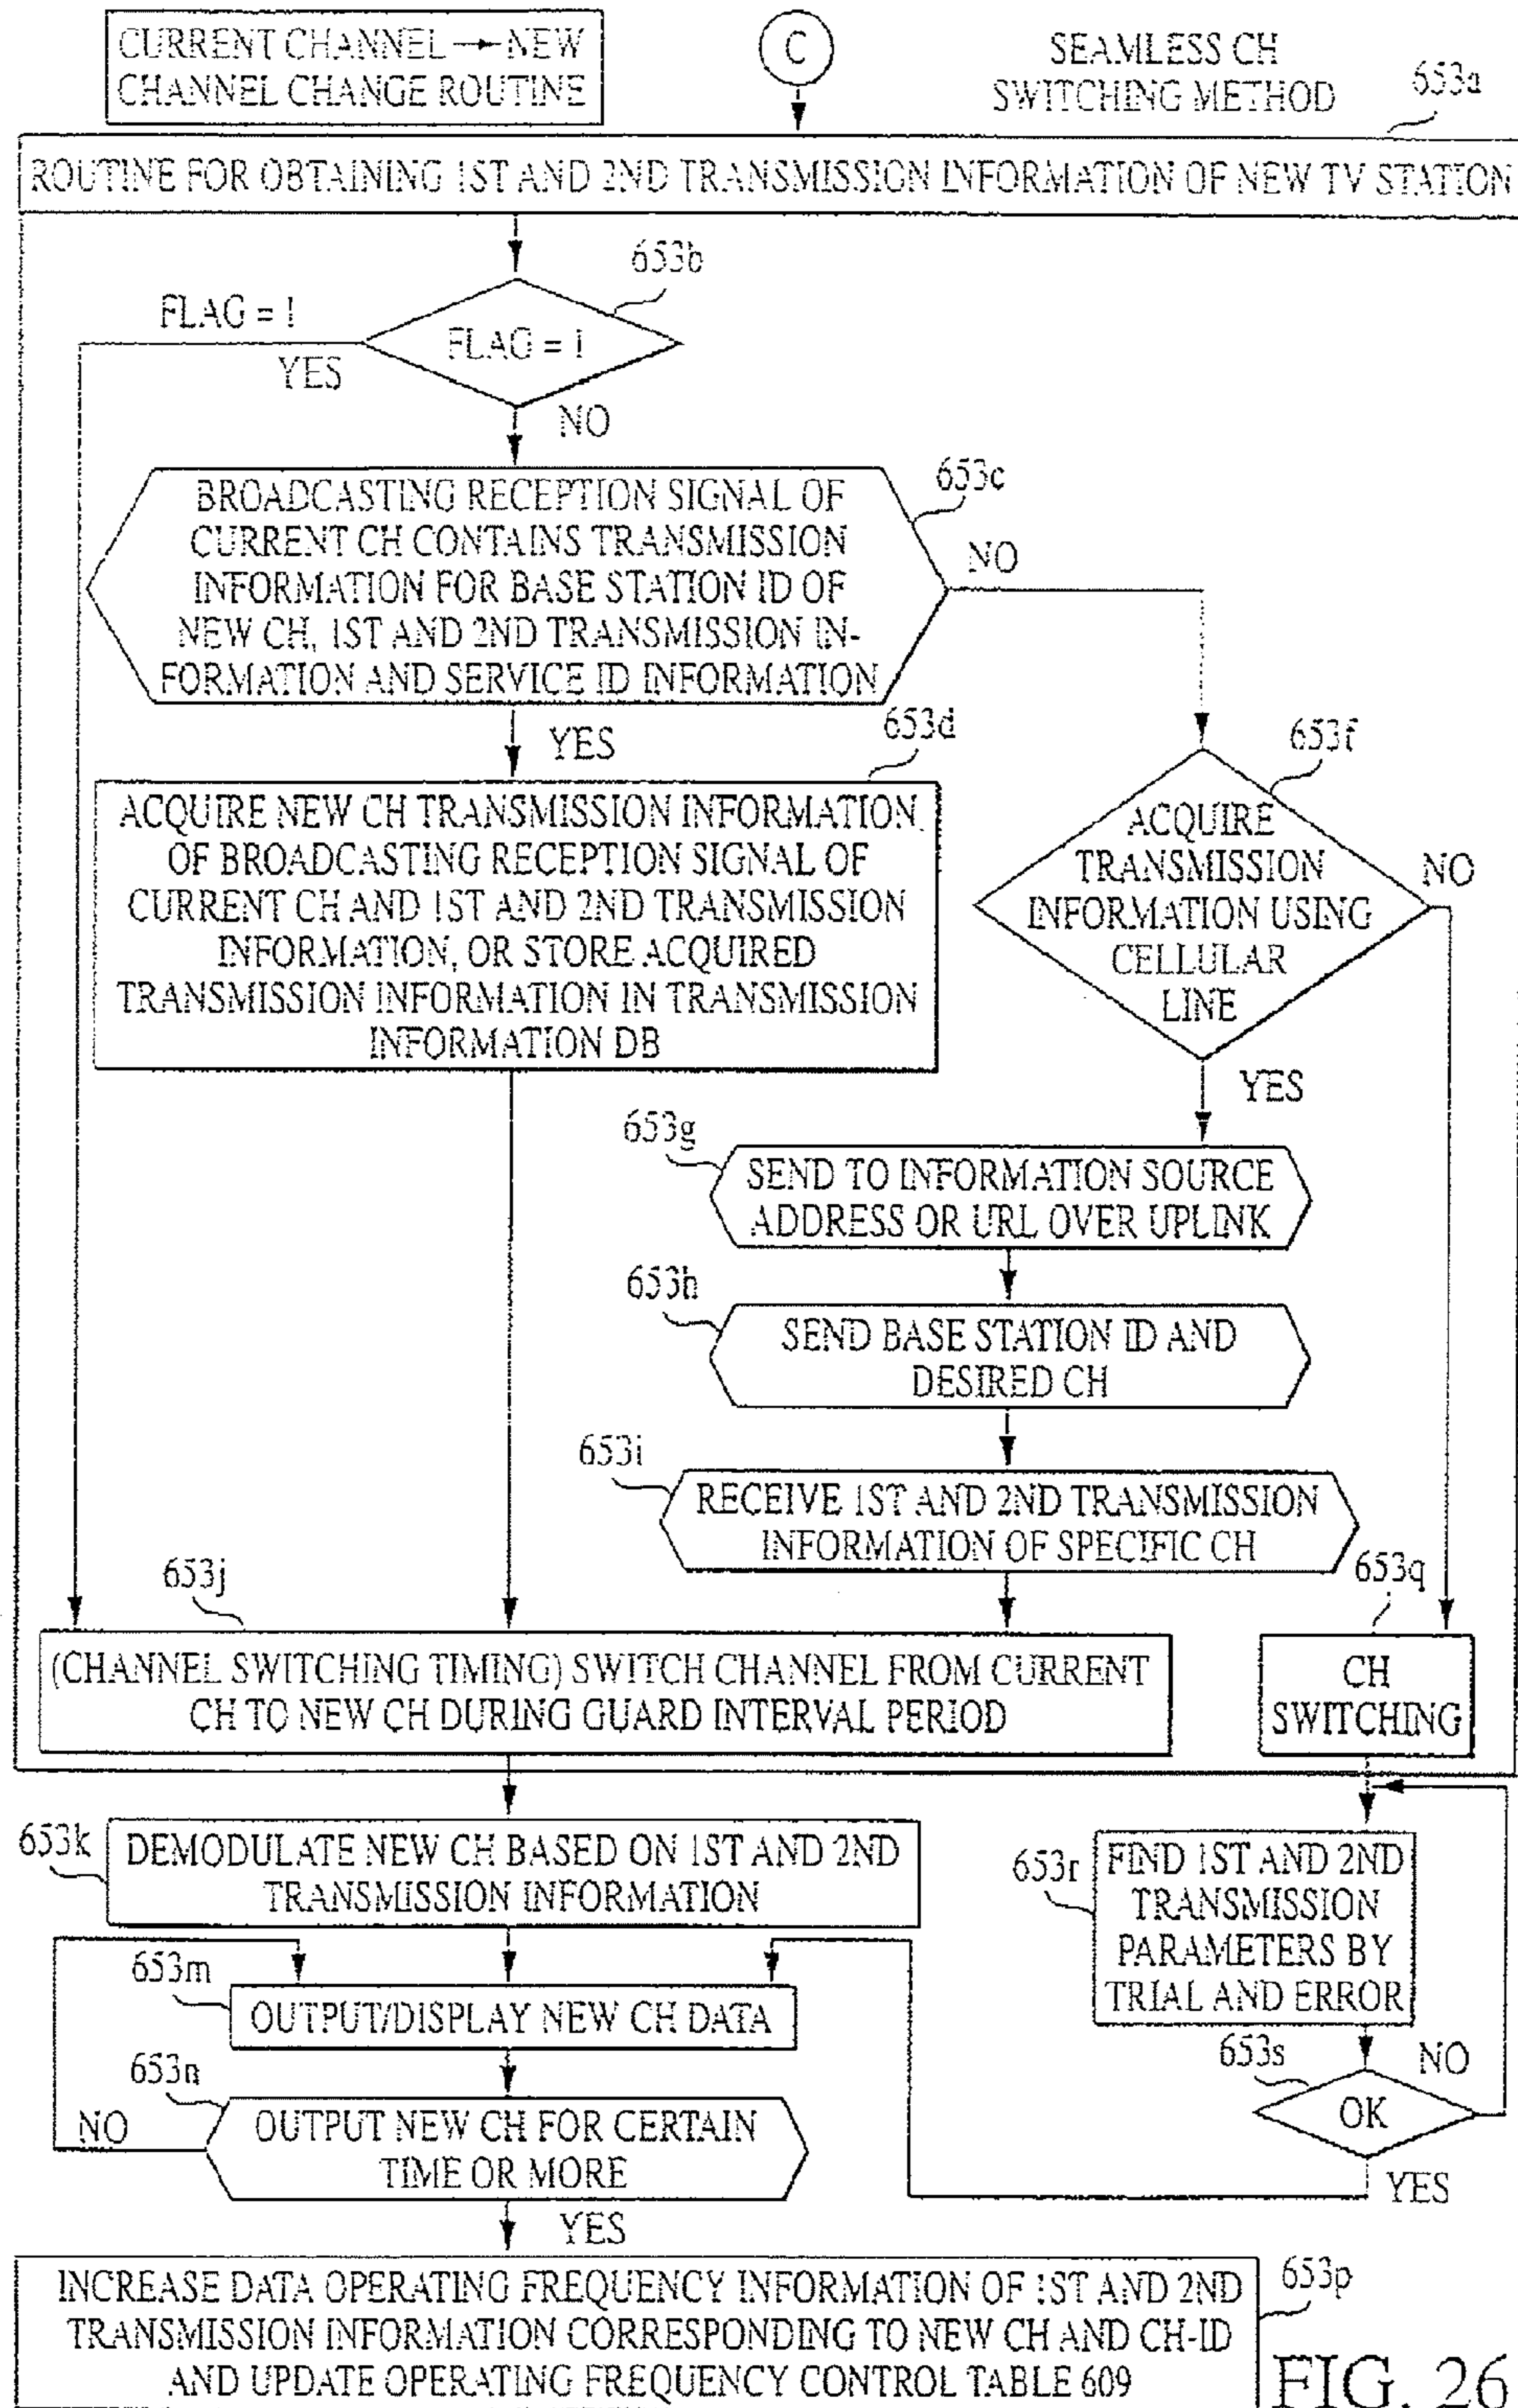 CURRENT CHANNEL → NEW
CHANNEL CHANGE ROUTINE
C
SEAMLESS CH
SWITCHING METHOD
653a
ROUTINE FOR OBTAINING 1ST AND 2ND TRANSMISSION INFORMATION OF NEW TV STATION
653b
FLAG = 1
YES
FLAG = 1
NO
653c
BROADCASTING RECEPTION SIGNAL OF
CURRENT CH CONTAINS TRANSMISSION
INFORMATION FOR BASE STATION ID OF
NEW CH, 1ST AND 2ND TRANSMISSION IN-
FORMATION AND SERVICE ID INFORMATION
NO
YES
653d
ACQUIRE NEW CH TRANSMISSION INFORMATION
OF BROADCASTING RECEPTION SIGNAL OF
CURRENT CH AND 1ST AND 2ND TRANSMISSION
INFORMATION, OR STORE ACQUIRED
TRANSMISSION INFORMATION IN TRANSMISSION
INFORMATION DB
653f
ACQUIRE
TRANSMISSION
INFORMATION USING
CELLULAR
LINE
NO
YES
653g
SEND TO INFORMATION SOURCE
ADDRESS OR URL OVER UPLINK
653h
SEND BASE STATION ID AND
DESIRED CH
653i
RECEIVE 1ST AND 2ND TRANSMISSION
INFORMATION OF SPECIFIC CH
653j
(CHANNEL SWITCHING TIMING) SWITCH CHANNEL FROM CURRENT
CH TO NEW CH DURING GUARD INTERVAL PERIOD
653q
CH
SWITCHING
653k
DEMODULATE NEW CH BASED ON 1ST AND 2ND
TRANSMISSION INFORMATION
653r
FIND 1ST AND 2ND
TRANSMISSION
PARAMETERS BY
TRIAL AND ERROR
653m
OUTPUT/DISPLAY NEW CH DATA
653s
OK
NO
YES
653n
OUTPUT NEW CH FOR CERTAIN
TIME OR MORE
NO
YES
653p
INCREASE DATA OPERATING FREQUENCY INFORMATION OF 1ST AND 2ND
TRANSMISSION INFORMATION CORRESPONDING TO NEW CH AND CH-ID
AND UPDATE OPERATING FREQUENCY CONTROL TABLE 609
FIG. 26